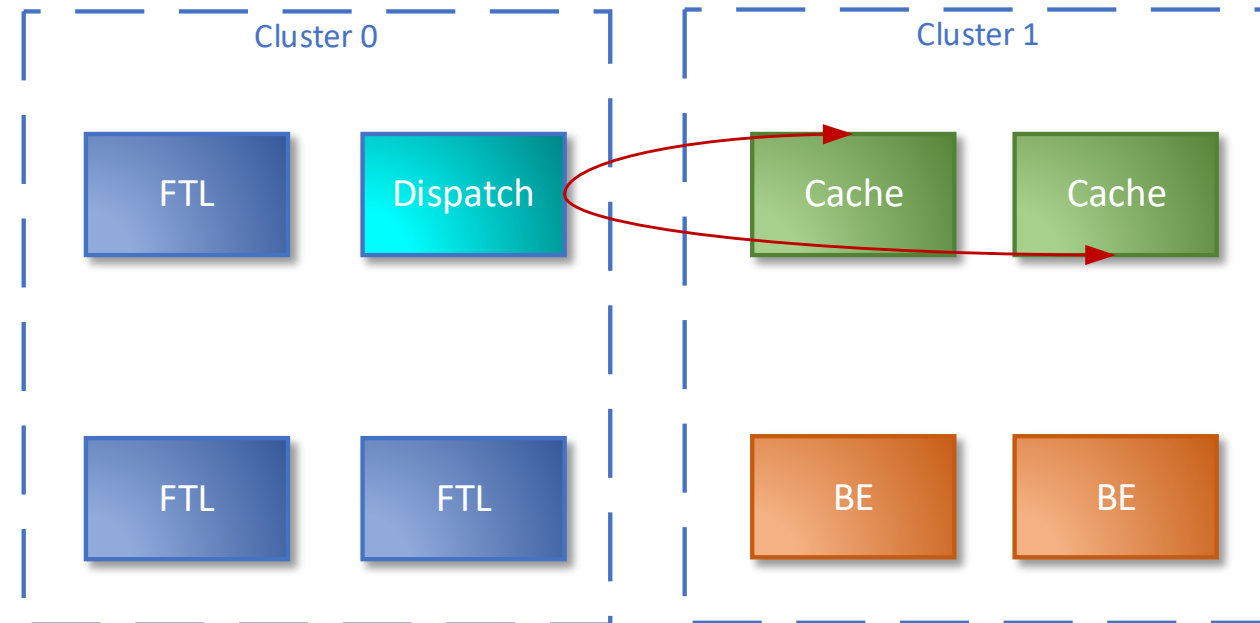 Cluster 0
Cluster 1
FTL
Dispatch
Cache
Cache
FTL
FTL
BE
BE